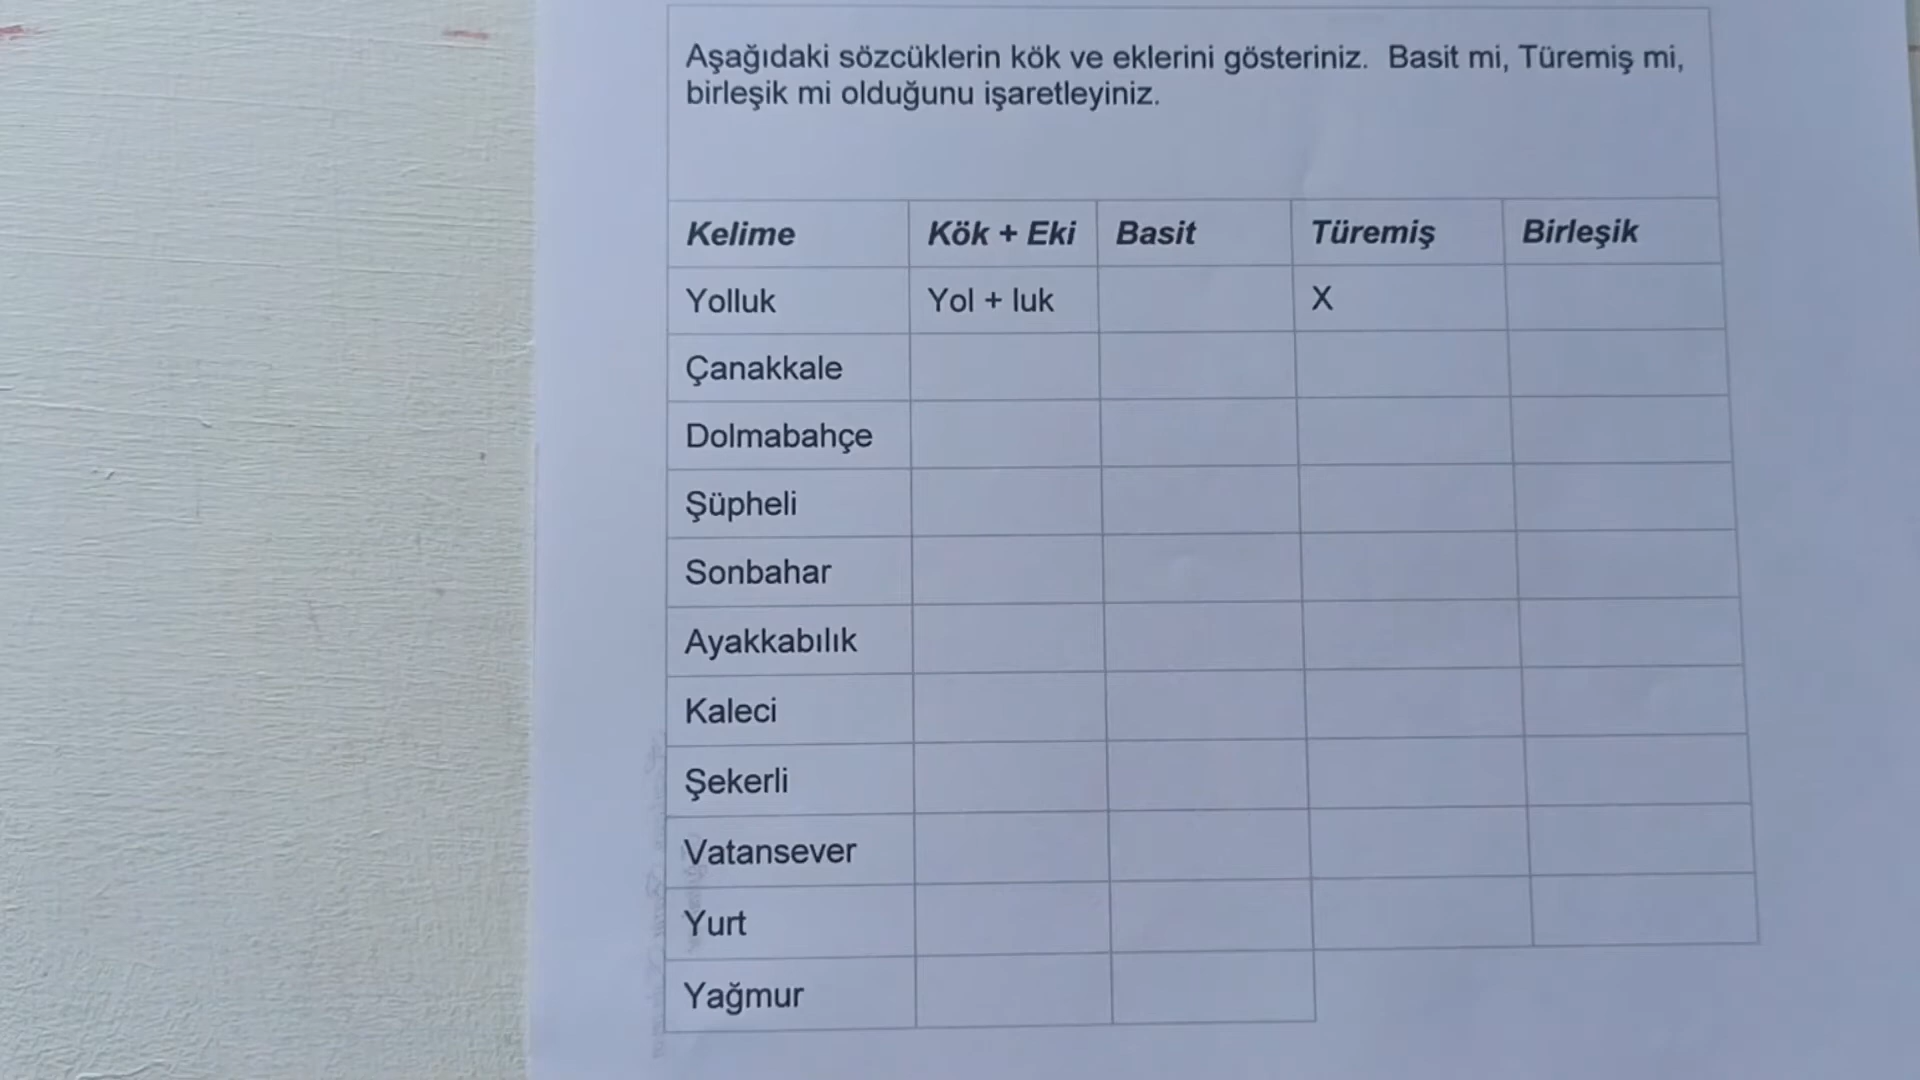 Aşağıdaki sözcüklerin kök ve eklerini gösteriniz.  Basit mi, Türemiş mi,
birleşik mi olduğunu işaretleyiniz.
Kelime Kök + Eki Basit Türemiş Birleşik
Yolluk Yol + luk X
Çanakkale
Dolmabahçe
Şüpheli
Sonbahar
Ayakkabılık
Kaleci
Şekerli
Vatansever
Yurt
Yağmur